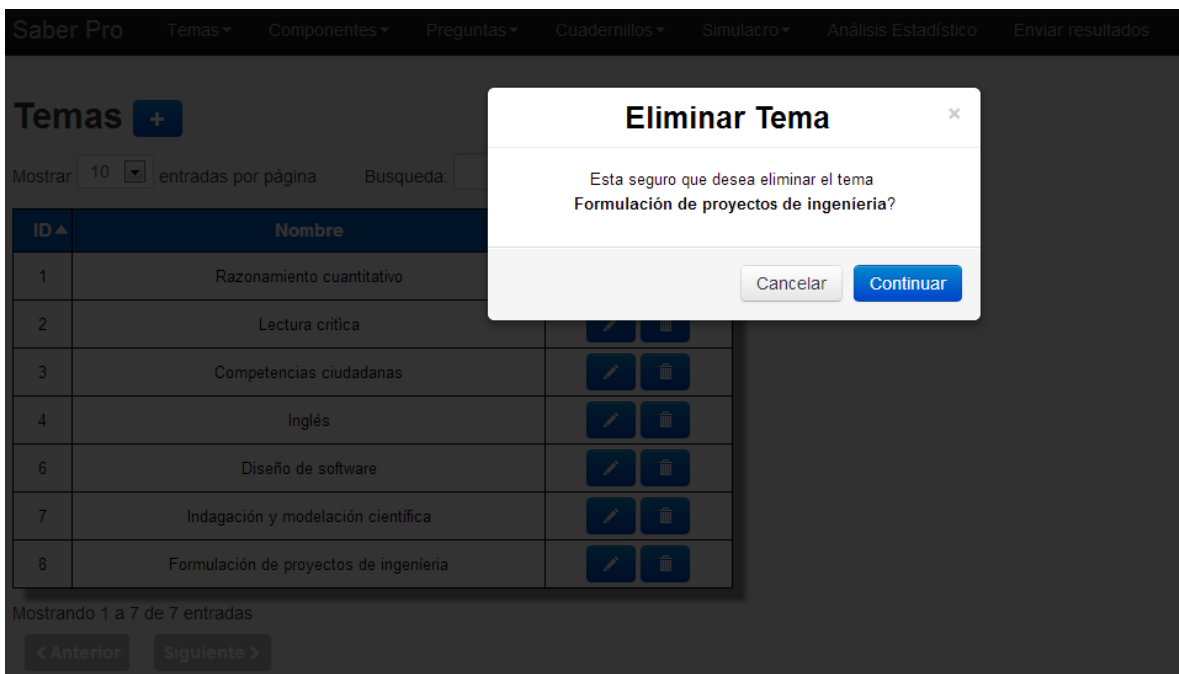 Saber Pro Temas Componentes Preguntas Cuadernillos Simulacro Análisis Estadístico Enviar resultados
Temas +
Mostrar 10 entradas por página Busqueda:
Eliminar Tema ×
Esta seguro que desea eliminar el tema
Formulación de proyectos de ingeníeria?
Cancelar Continuar
ID Nombre
1 Razonamiento cuantitativo
2 Lectura crìtica
3 Competencias ciudadanas
4 Inglés
6 Diseño de software
7 Indagación y modelación científica
8 Formulación de proyectos de ingeníeria
Mostrando 1 a 7 de 7 entradas
Anterior Siguiente